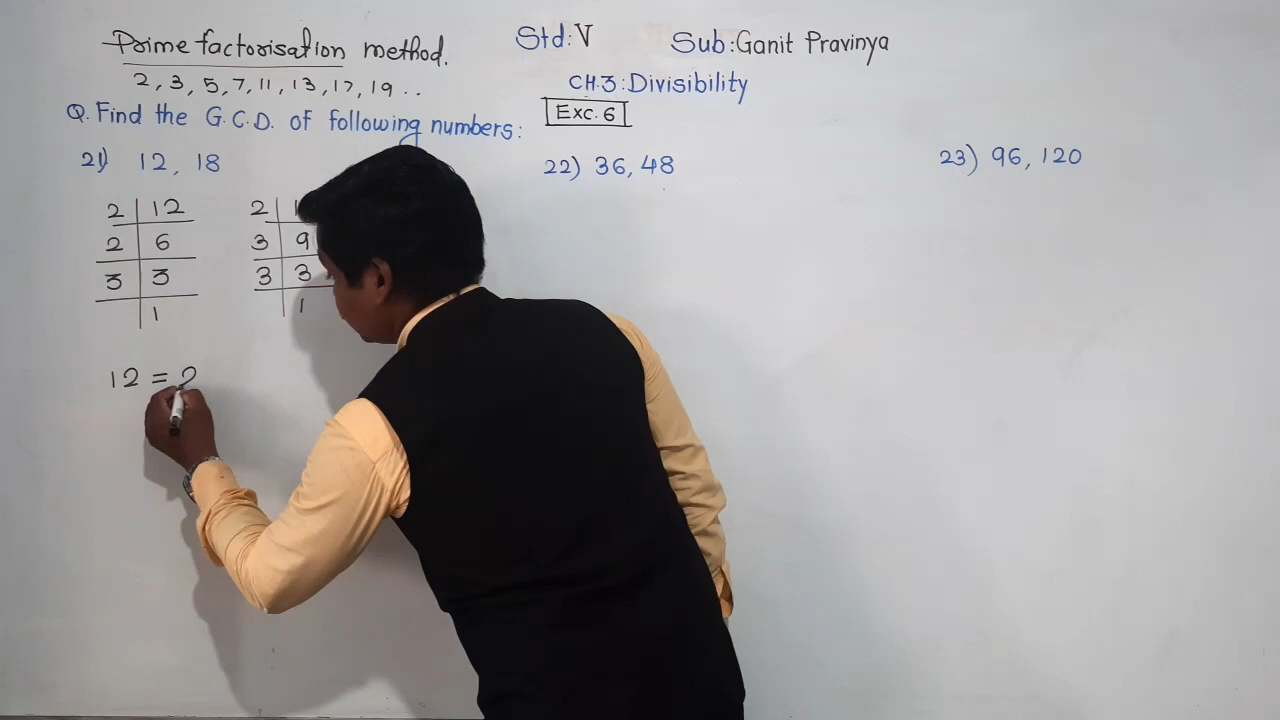 Prime factorisation method.
2, 3, 5, 7, 11, 13, 17, 19 ..
Std: V
Sub: Ganit Pravinya
CH.3: Divisibility
Exc. 6
Q. Find the G.C.D. of following numbers:
21) 12, 18
2 | 12
2 | 6
3 | 3
1
2 | 1
3 | 9
3 | 3
1
12 = 2
22) 36, 48
23) 96, 120